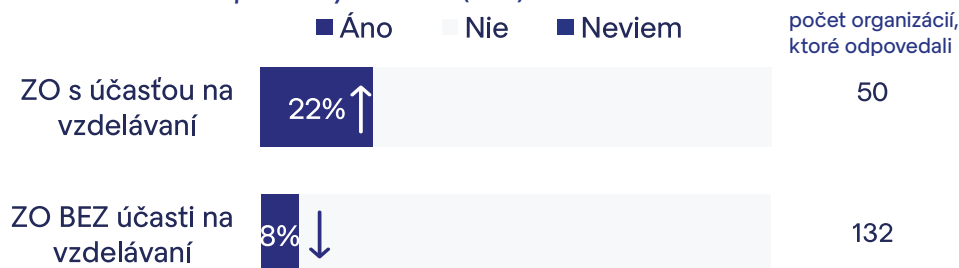 Áno Nie Neviem
počet organizácií,
ktoré odpovedali
ZO s účasťou na
vzdelávaní
22%
50
ZO BEZ účasti na
vzdelávaní
8%
132